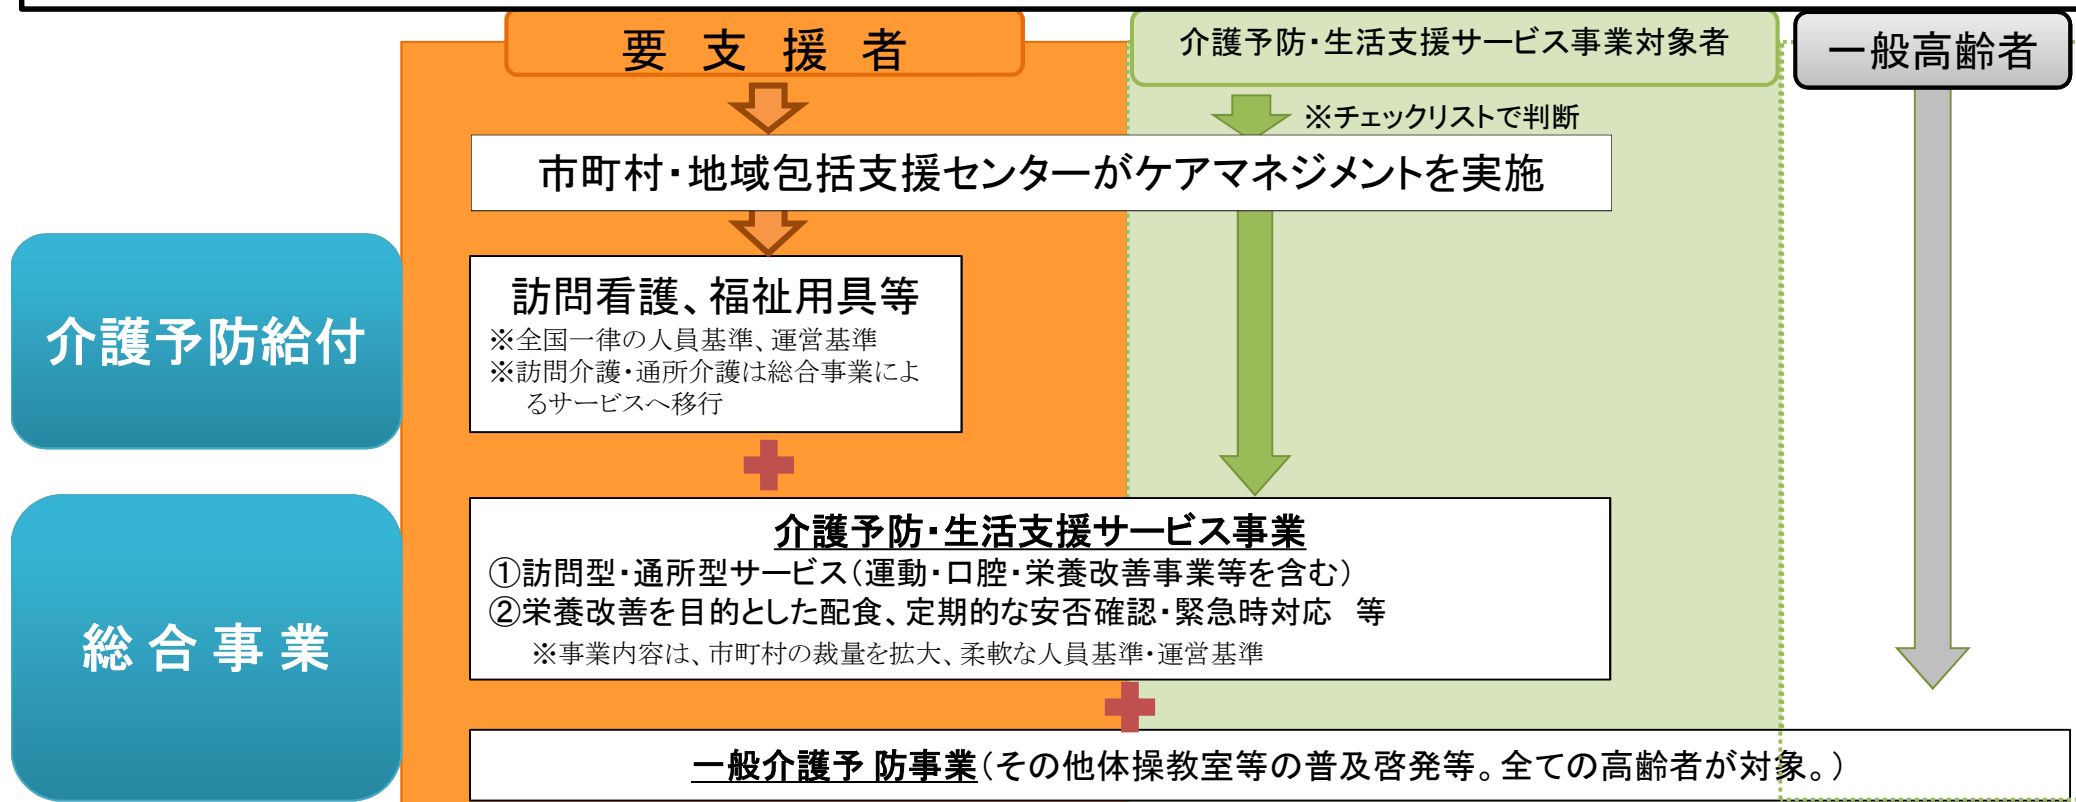 要 支 援 者
介護予防・生活支援サービス事業対象者
一般高齢者
※チェックリストで判断
市町村・地域包括支援センターがケアマネジメントを実施
介護予防給付
訪問看護、福祉用具等
※全国一律の人員基準、運営基準
※訪問介護・通所介護は総合事業によ
るサービスへ移行
総 合 事 業
介護予防・生活支援サービス事業
①訪問型・通所型サービス(運動・口腔・栄養改善事業等を含む)
②栄養改善を目的とした配食、定期的な安否確認・緊急時対応 等
※事業内容は、市町村の裁量を拡大、柔軟な人員基準・運営基準
一般介護予 防事業(その他体操教室等の普及啓発等。全ての高齢者が対象。)